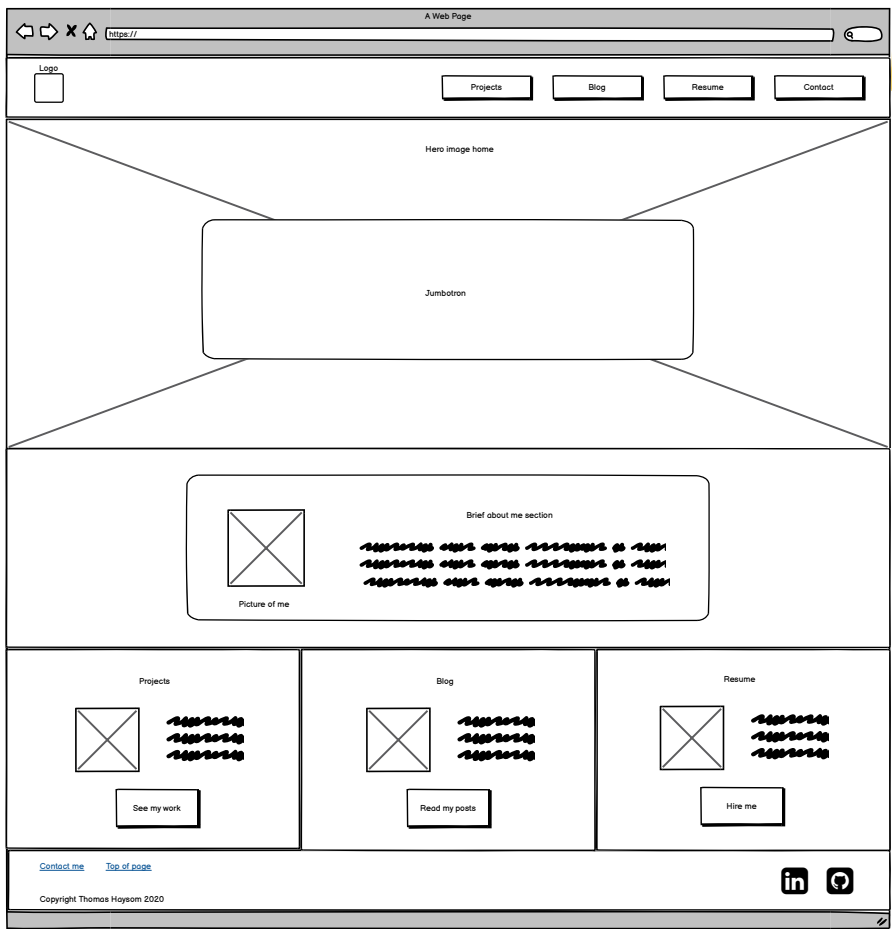 A Web Page
https://
Logo
Projects
Blog
Resume
Contact
Hero image home
Jumbotron
Brief about me section
Picture of me
Projects
See my work
Blog
Read my posts
Resume
Hire me
Contact me
Top of page
in
Copyright Thomas Haysom 2020